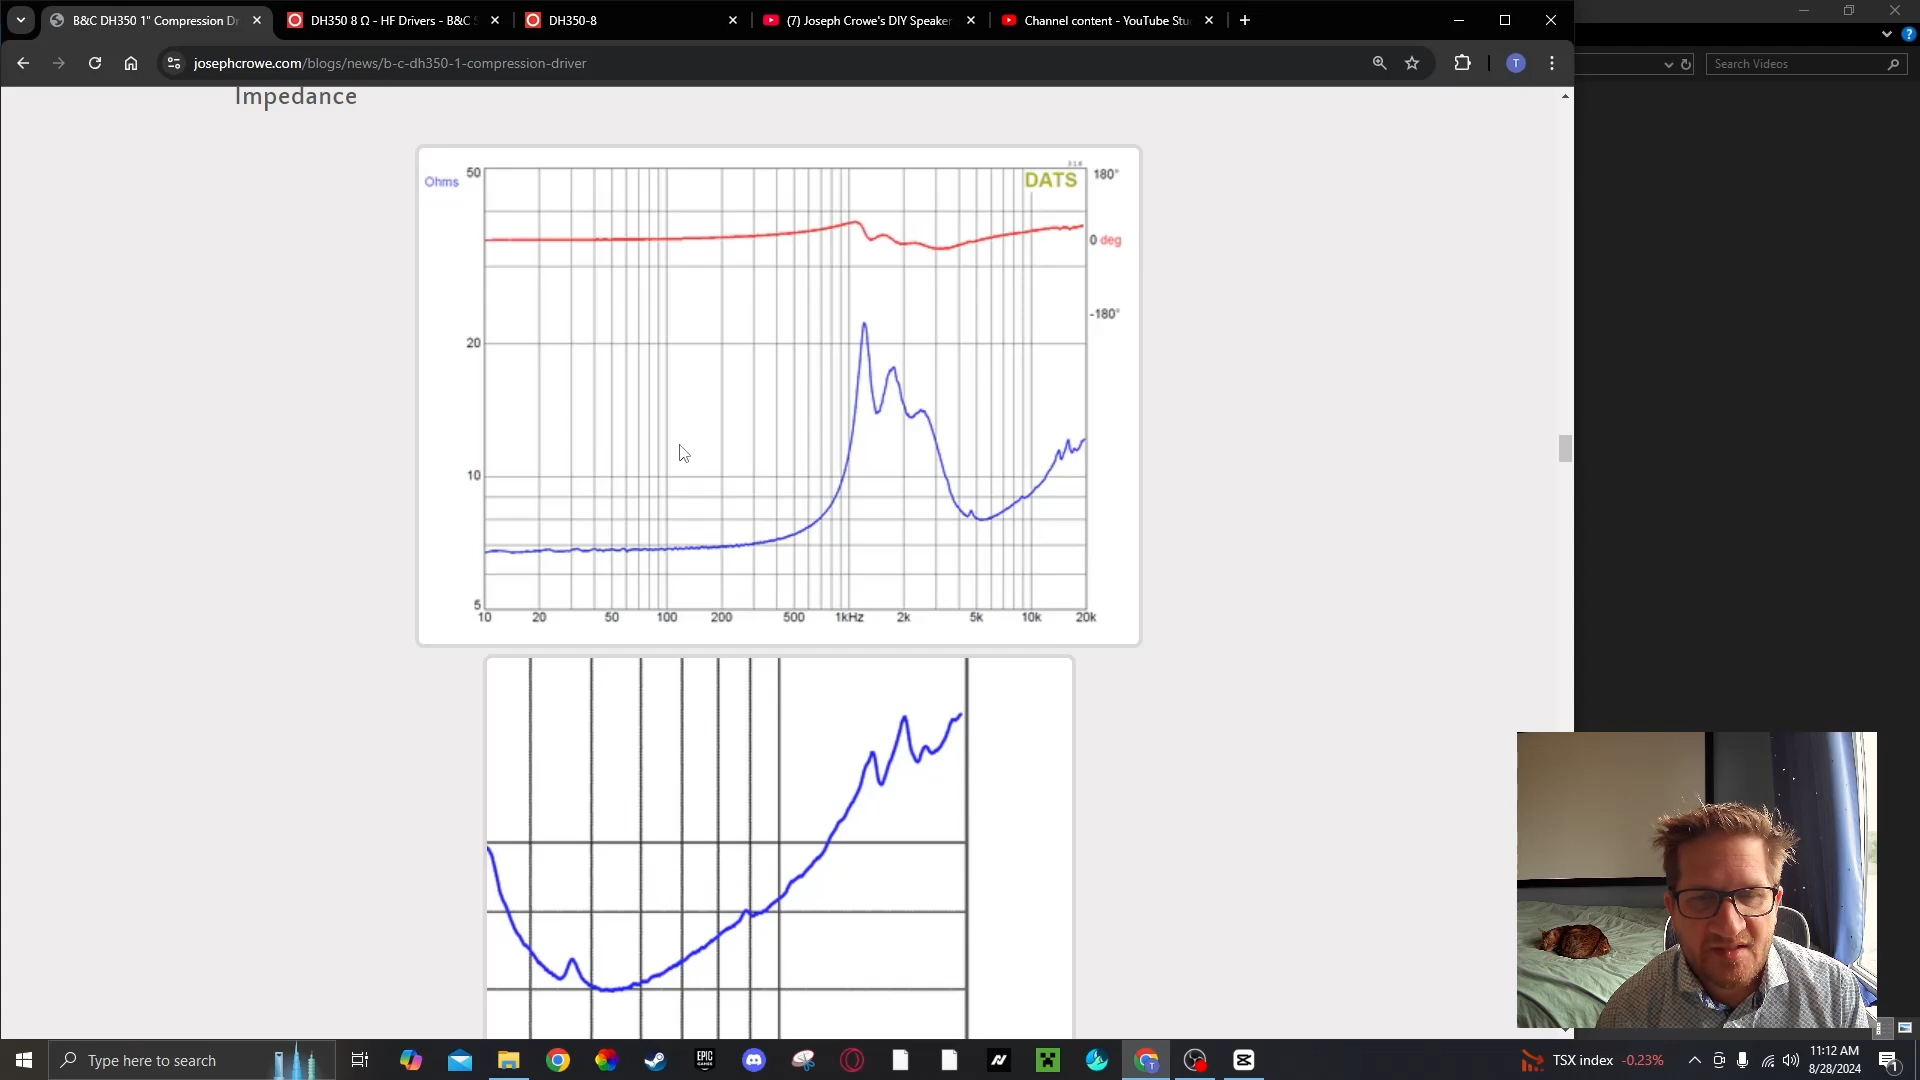 B&C DH350 1" Compression Dr
DH350 8 Ω - HF Drivers - B&C S
DH350-8
(7) Joseph Crowe's DIY Speaker
Channel content - YouTube Stu
josephcrowe.com/blogs/news/b-c-dh350-1-compression-driver
T
Search Videos
Impedance
Ohms
50
20
10
5
DATS
180°
0 deg
-180°
10 20 50 100 200 500 1kHz 2k 5k 10k 20k
Type here to search
EPIC
GAMES
TSX index -0.23%
11:12 AM
8/28/2024
1